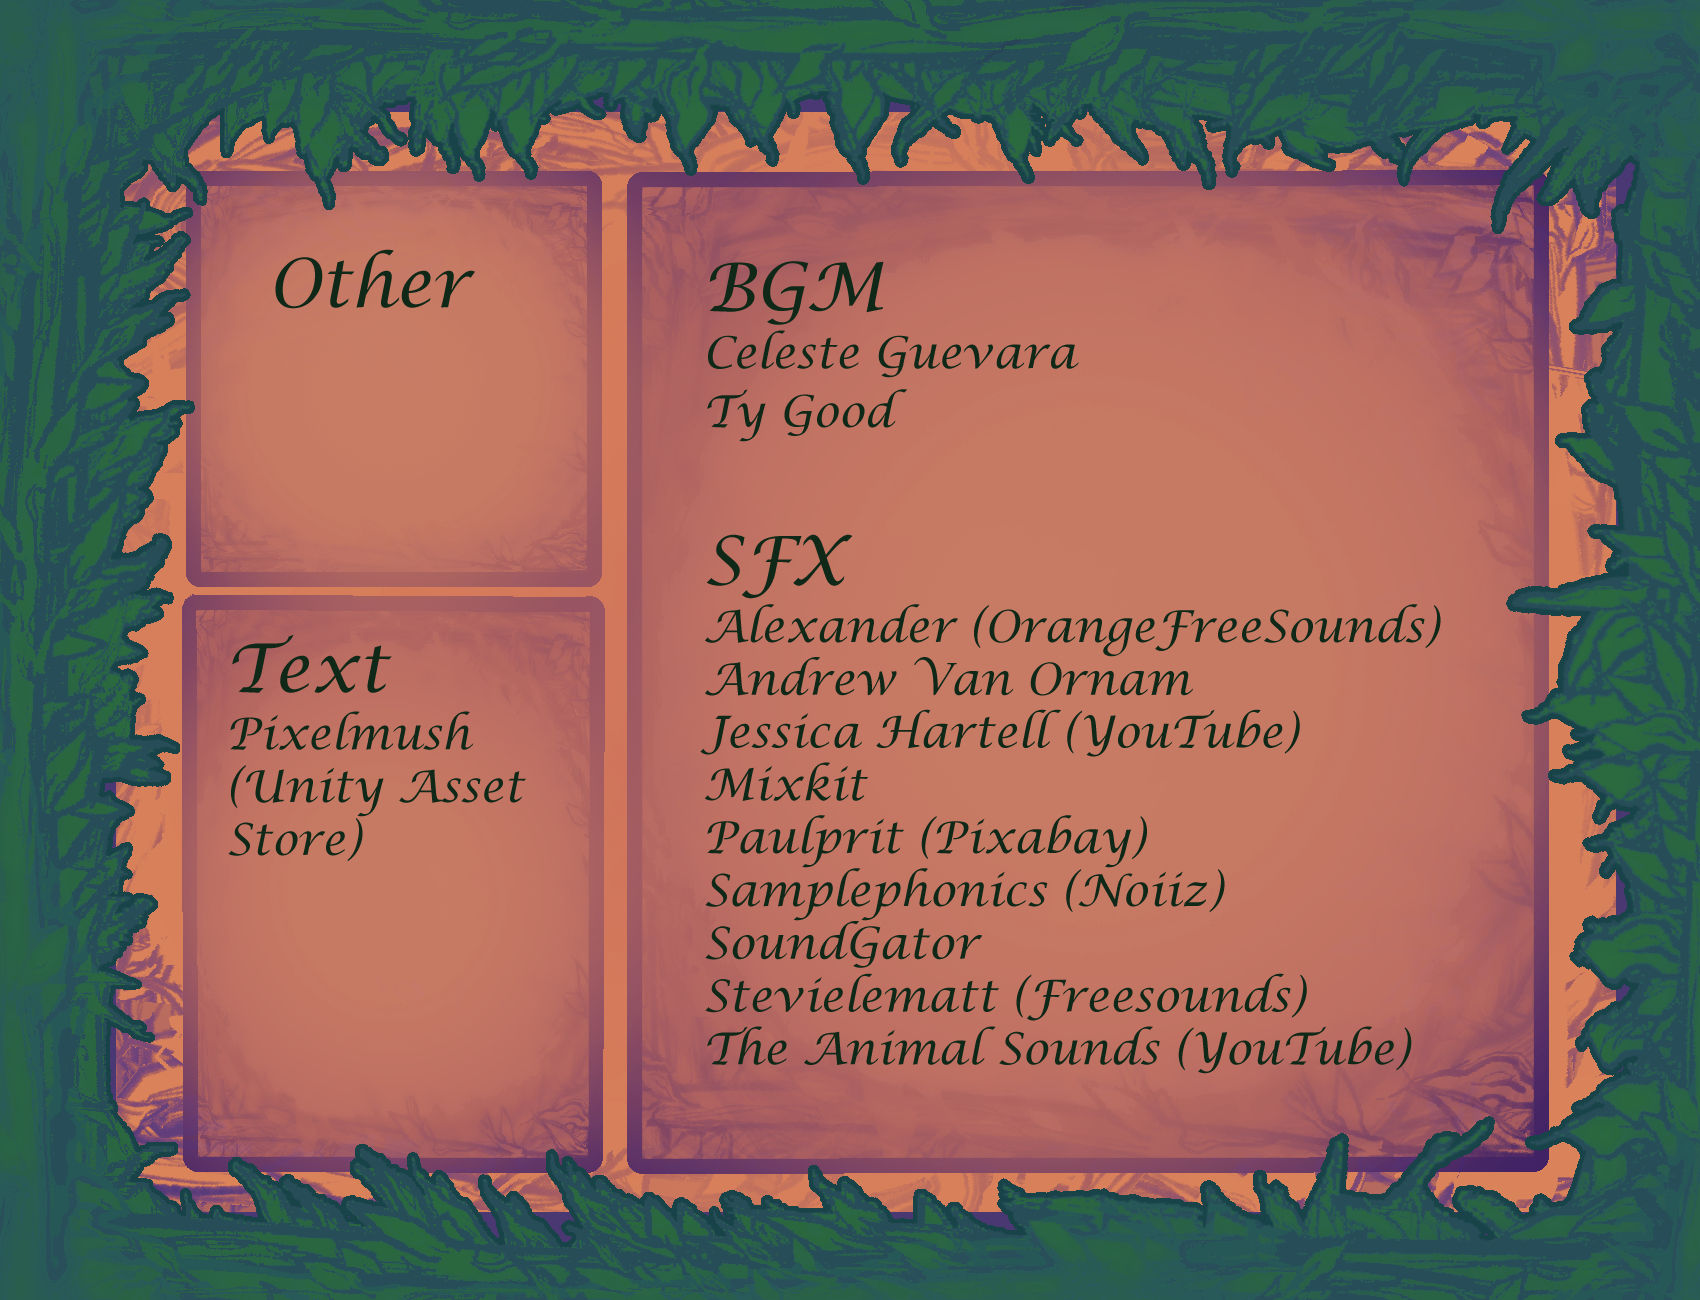 Other
Text
Pixelmush
(Unity Asset
Store)
BGM
Celeste Guevara
Ty Good
SFX
Alexander (OrangeFreeSounds)
Andrew Van Ornam
Jessica Hartell (YouTube)
Mixkit
Paulprit (Pixabay)
Samplephonics (Noiiz)
SoundGator
Stevielematt (Freesounds)
The Animal Sounds (YouTube)